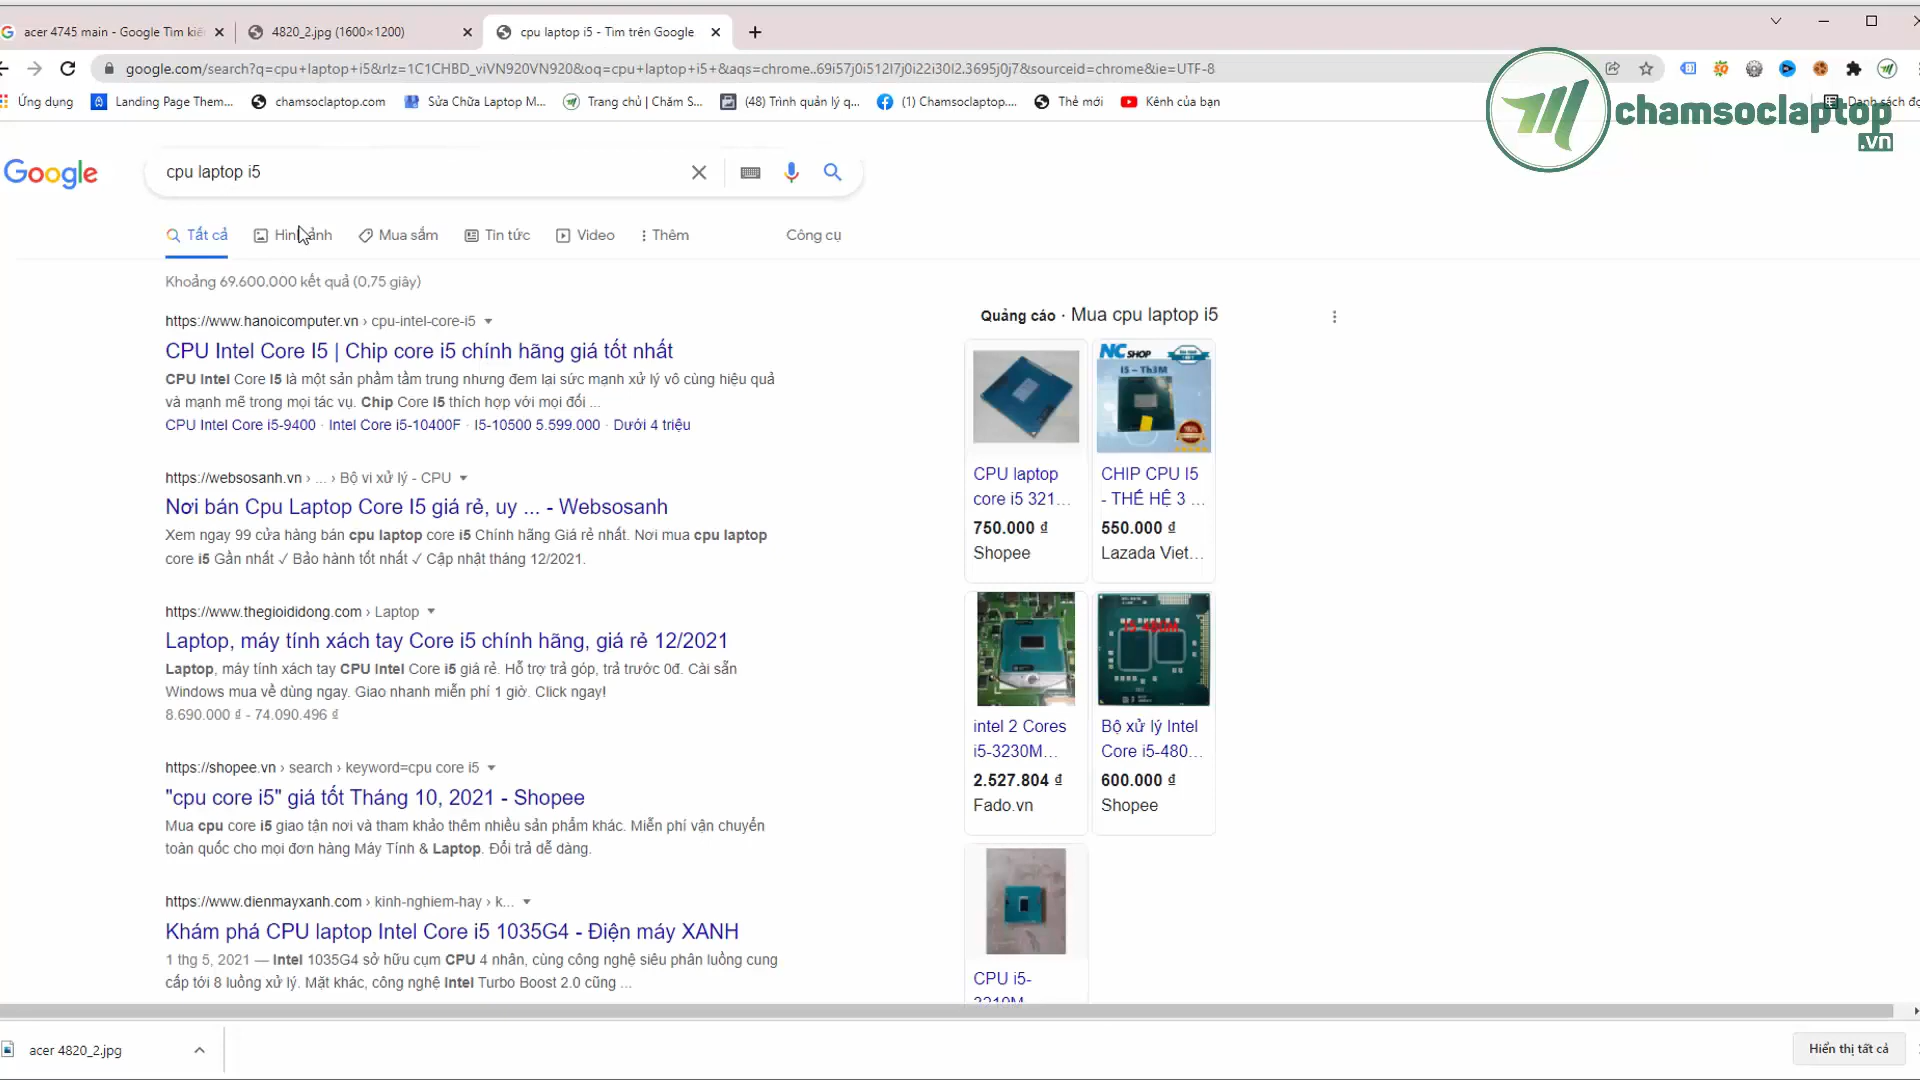 acer 4745 main - Google Tìm kiế
4820_2.jpg (1600×1200)
cpu laptop i5 - Tìm trên Google
google.com/search?q=cpu+laptop+i5&rlz=1C1CHBD_viVN920VN920&oq=cpu+laptop+i5+&aqs=chrome..69i57j0i512l7j0i22i30l2.3695j0j7&sourceid=chrome&ie=UTF-8
Ứng dụng
Landing Page Them...
chamsoclaptop.com
Sửa Chữa Laptop M...
Trang chủ | Chăm S...
(48) Trình quản lý q...
(1) Chamsoclaptop....
Thẻ mới
Kênh của bạn
Danh sách đọ
chamsoclaptop
.vn
Google
cpu laptop i5
Tất cả
Hình ảnh
Mua sắm
Tin tức
Video
Thêm
Công cụ
Khoảng 69.600.000 kết quả (0,75 giây)
https://www.hanoicomputer.vn › cpu-intel-core-i5
CPU Intel Core I5 | Chip core i5 chính hãng giá tốt nhất
CPU Intel Core I5 là một sản phầm tầm trung nhưng đem lại sức mạnh xử lý vô cùng hiệu quả
và mạnh mẽ trong mọi tác vụ. Chip Core I5 thích hợp với mọi đối ...
CPU Intel Core i5-9400 · Intel Core i5-10400F · I5-10500 5.599.000 · Dưới 4 triệu
https://websosanh.vn › ... › Bộ vi xử lý - CPU
Nơi bán Cpu Laptop Core I5 giá rẻ, uy ... - Websosanh
Xem ngay 99 cửa hàng bán cpu laptop core i5 Chính hãng Giá rẻ nhất. Nơi mua cpu laptop
core i5 Gần nhất ✓ Bảo hành tốt nhất ✓ Cập nhật tháng 12/2021.
https://www.thegioididong.com › Laptop
Laptop, máy tính xách tay Core i5 chính hãng, giá rẻ 12/2021
Laptop, máy tính xách tay CPU Intel Core i5 giá rẻ. Hỗ trợ trả góp, trả trước 0đ. Cài sẵn
Windows mua về dùng ngay. Giao nhanh miễn phí 1 giờ. Click ngay!
8.690.000 ₫ - 74.090.496 ₫
https://shopee.vn › search › keyword=cpu core i5
"cpu core i5" giá tốt Tháng 10, 2021 - Shopee
Mua cpu core i5 giao tận nơi và tham khảo thêm nhiều sản phẩm khác. Miễn phí vận chuyển
toàn quốc cho mọi đơn hàng Máy Tính & Laptop. Đổi trả dễ dàng.
https://www.dienmayxanh.com › kinh-nghiem-hay › k...
Khám phá CPU laptop Intel Core i5 1035G4 - Điện máy XANH
1 thg 5, 2021 — Intel 1035G4 sở hữu cụm CPU 4 nhân, cùng công nghệ siêu phân luồng cung
cấp tới 8 luồng xử lý. Mặt khác, công nghệ Intel Turbo Boost 2.0 cũng ...
Quảng cáo · Mua cpu laptop i5
NC SHOP
I5 - Th3M
100%
CPU laptop
core i5 321...
750.000 ₫
Shopee
CHIP CPU I5
- THẾ HỆ 3 ...
550.000 ₫
Lazada Viet...
intel 2 Cores
i5-3230M...
2.527.804 ₫
Fado.vn
I5 480M
Bộ xử lý Intel
Core i5-480...
600.000 ₫
Shopee
CPU i5-
3210M
acer 4820_2.jpg
Hiển thị tất cả